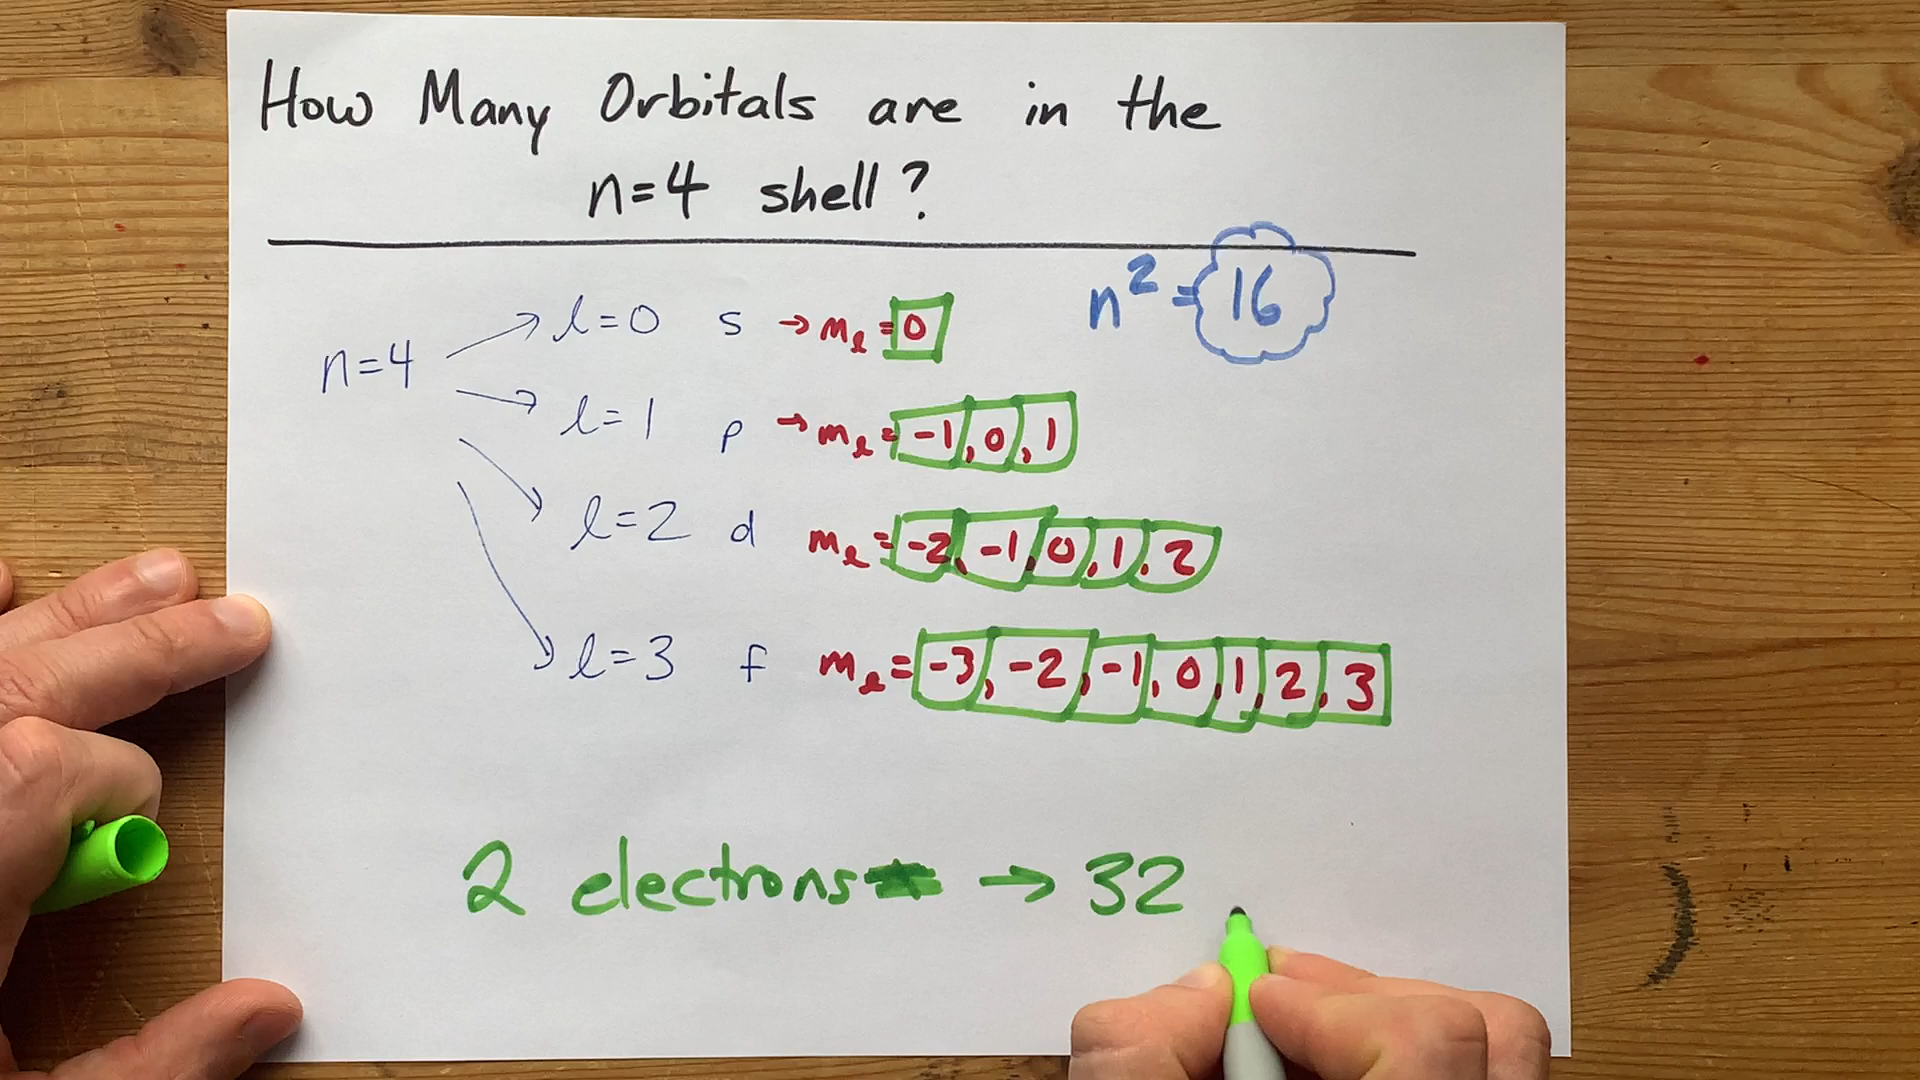 How Many Orbitals are in the
n=4 shell?
n² = 16
n=4
l=0 s → mₗ = 0
l=1 p → mₗ = -1, 0, 1
l=2 d mₗ = -2, -1, 0, 1, 2
l=3 f mₗ = -3, -2, -1, 0, 1, 2, 3
2 electrons → 32